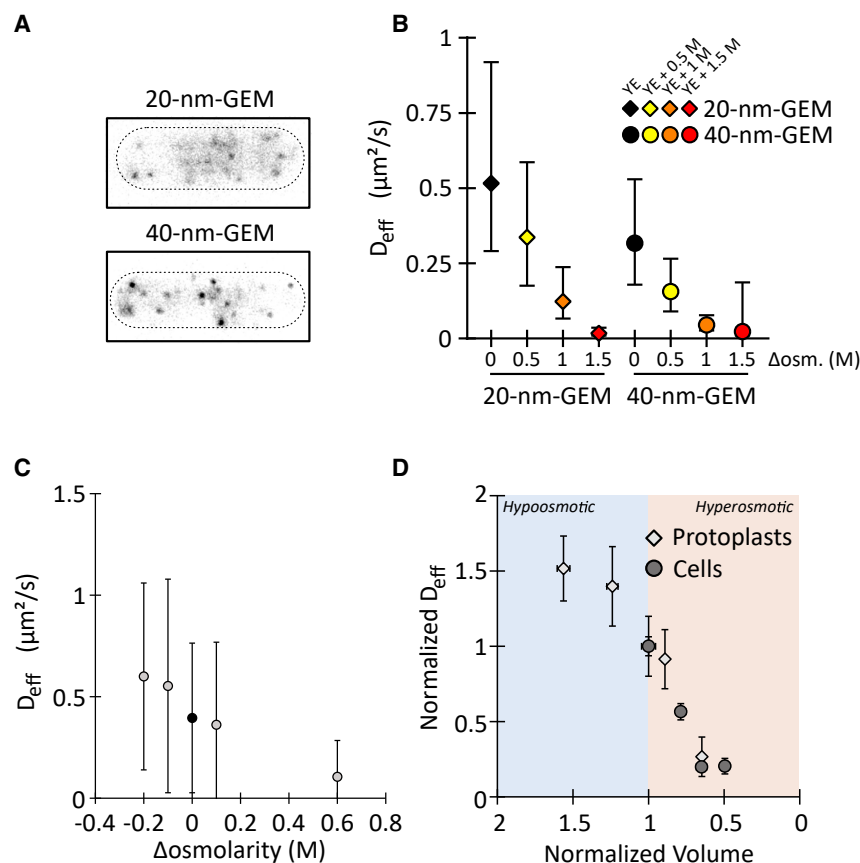 A
20-nm-GEM
40-nm-GEM
B
1
0.75
0.5
0.25
0
D_eff (µm²/s)
YE
YE + 0.5 M
YE + 1 M
YE + 1.5 M
20-nm-GEM
40-nm-GEM
0 0.5 1 1.5 0 0.5 1 1.5 Δosm. (M)
20-nm-GEM 40-nm-GEM
C
1.5
1
0.5
0
D_eff (µm²/s)
-0.4 -0.2 0 0.2 0.4 0.6 0.8
Δosmolarity (M)
D
2
1.5
1
0.5
0
Normalized D_eff
Hypoosmotic Hyperosmotic
Protoplasts
Cells
2 1.5 1 0.5 0
Normalized Volume